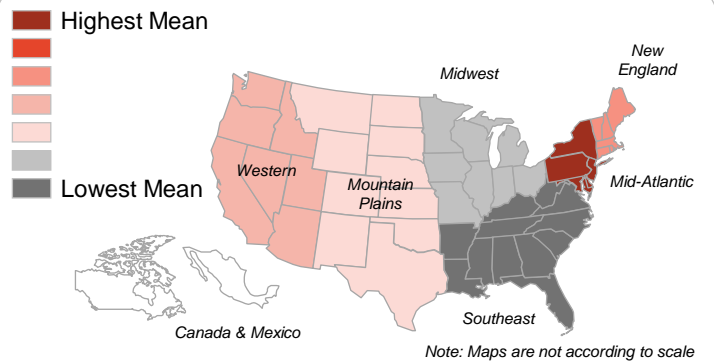 Highest Mean
Lowest Mean
New
England
Midwest
Western
Mountain
Plains
Mid-Atlantic
Canada & Mexico
Southeast
Note: Maps are not according to scale